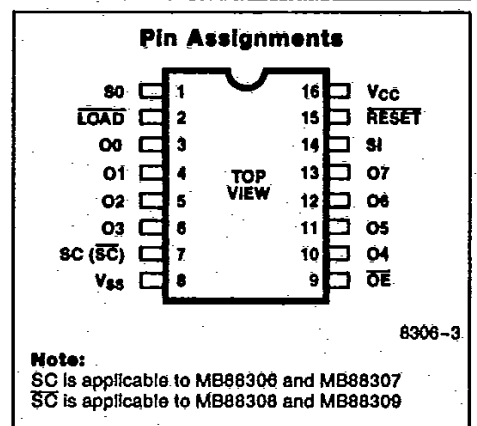 Pin Assignments
SO 1 16 VCC
LOAD 2 15 RESET
O0 3 14 SI
O1 4 13 O7
O2 5 12 O6
O3 6 11 O5
SC (SC) 7 10 O4
VSS 8 9 OE
TOP
VIEW
8306-3
Note:
SC is applicable to MB88306 and MB88307
SC is applicable to MB88308 and MB88309